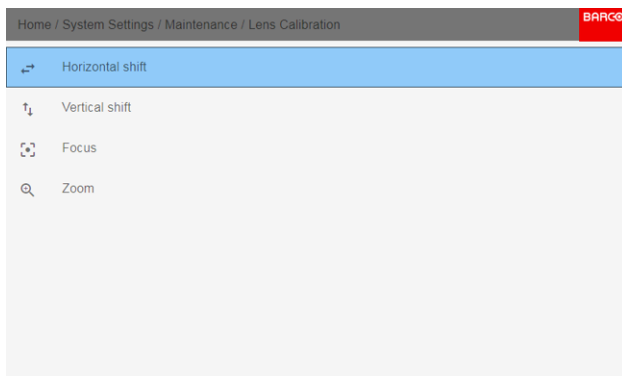 Home / System Settings / Maintenance / Lens Calibration
BARCO
Horizontal shift
Vertical shift
Focus
Zoom